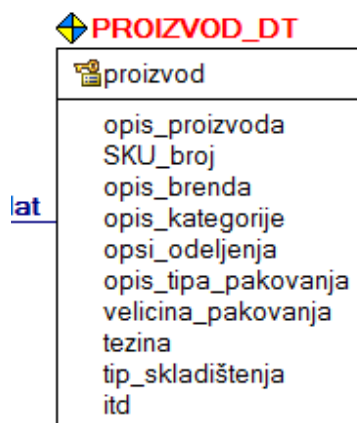 PROIZVOD_DT
proizvod
opis_proizvoda
SKU_broj
opis_brenda
lat
opis_kategorije
opsi_odeljenja
opis_tipa_pakovanja
velicina_pakovanja
tezina
tip_skladištenja
itd